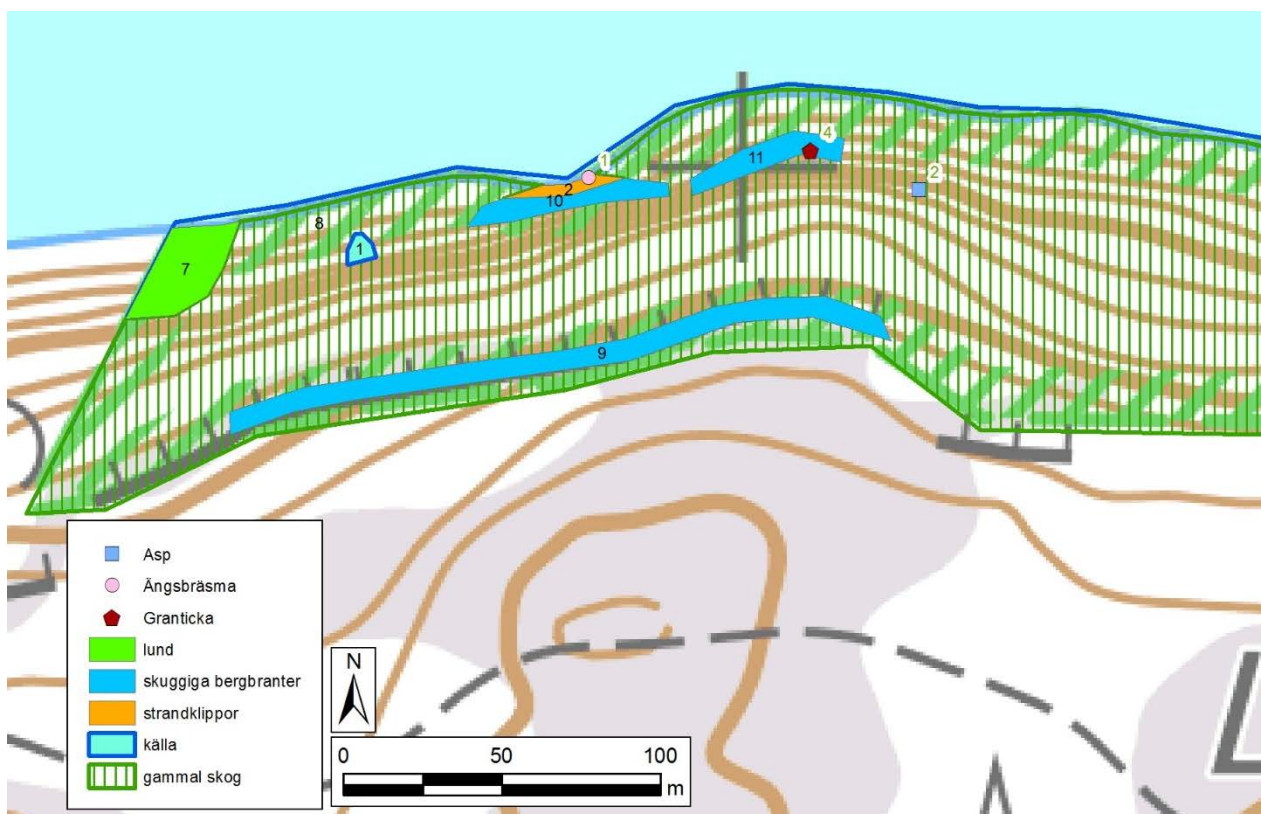 4
1
11
2
2
10
8
1
7
9
Asp
Ängsbräsma
Granticka
lund
skuggiga bergbranter
strandklippor
källa
gammal skog
N
0 50 100
m